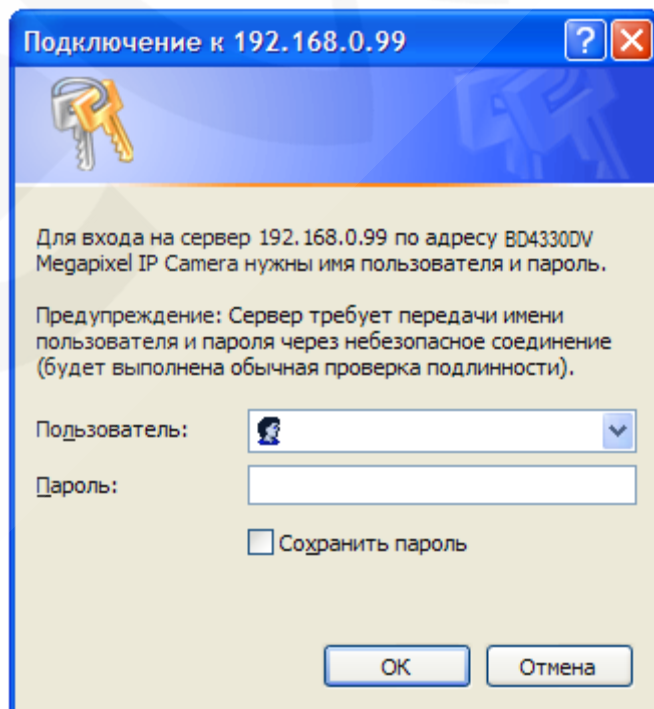 Подключение к 192.168.0.99
Для входа на сервер 192.168.0.99 по адресу BD4330DV
Megapixel IP Camera нужны имя пользователя и пароль.
Предупреждение: Сервер требует передачи имени
пользователя и пароля через небезопасное соединение
(будет выполнена обычная проверка подлинности).
Пользователь:
Пароль:
Сохранить пароль
ОК Отмена